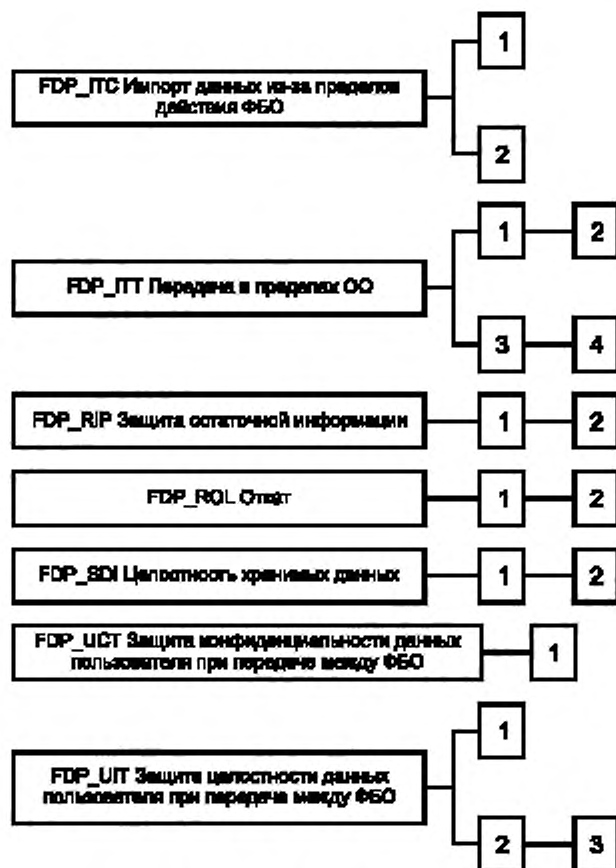 1
FDP_ITC Импорт данных из-за пределов
действия ФБО
2
1 2
FDP_ITT Передача в пределах ОО
3 4
FDP_RIP Защита остаточной информации 1 2
FDP_ROL Откат 1 2
FDP_SDI Целостность хранимых данных 1 2
FDP_UCT Защита конфиденциальности данных
пользователя при передаче между ФБО 1
1
FDP_UIT Защита целостности данных
пользователя при передаче между ФБО
2 3